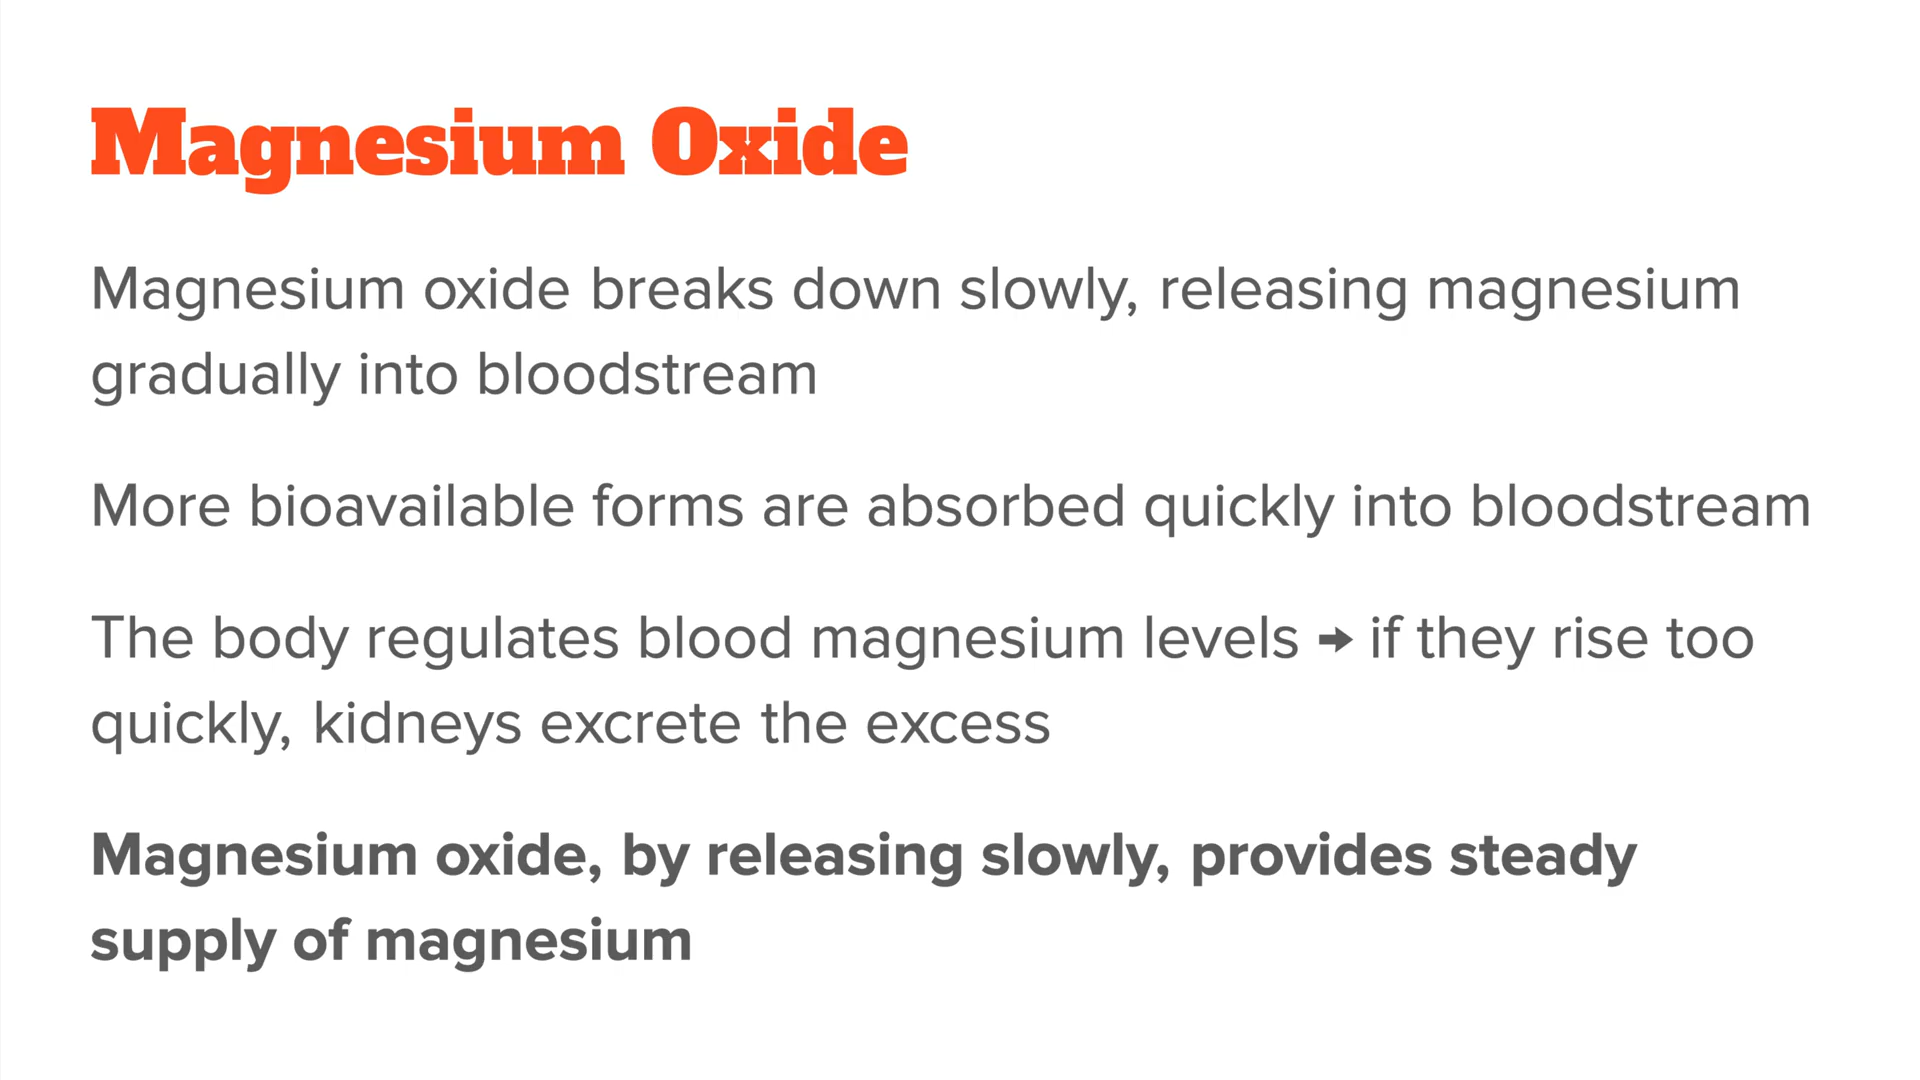 Magnesium Oxide
Magnesium oxide breaks down slowly, releasing magnesium
gradually into bloodstream
More bioavailable forms are absorbed quickly into bloodstream
The body regulates blood magnesium levels → if they rise too
quickly, kidneys excrete the excess
Magnesium oxide, by releasing slowly, provides steady
supply of magnesium